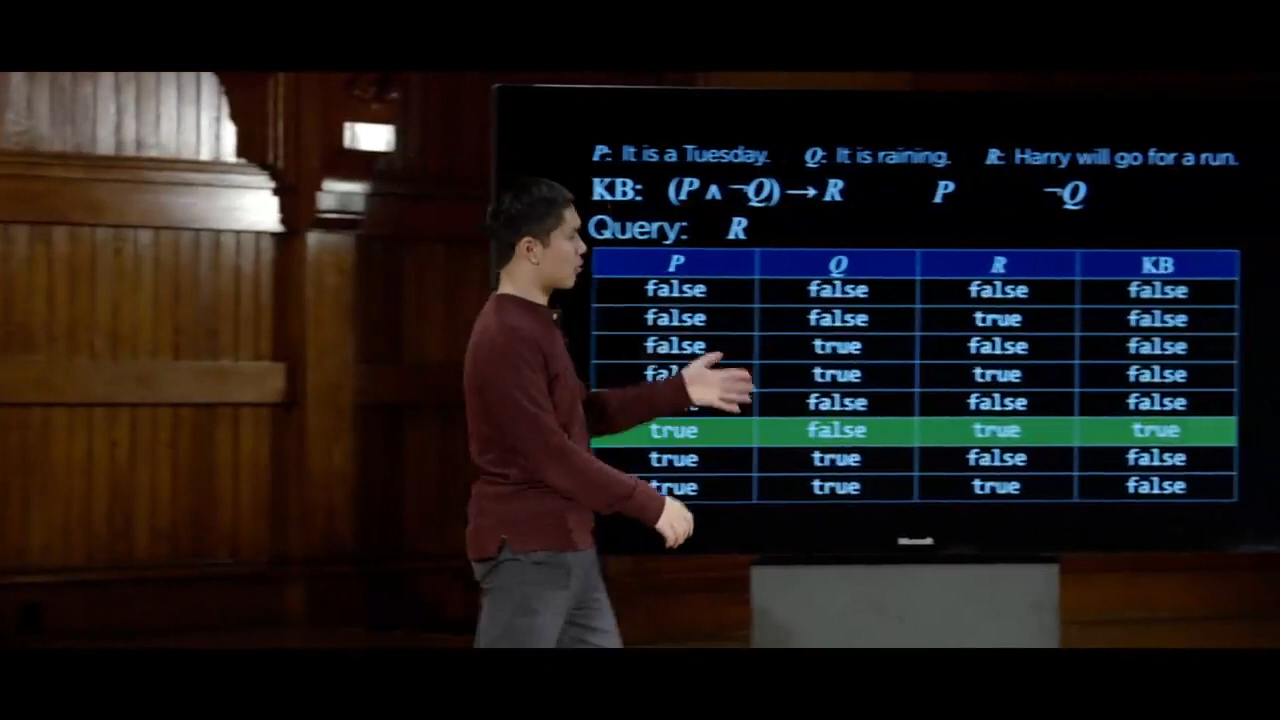 P: It is a Tuesday. Q: It is raining. R: Harry will go for a run.
KB: (P ∧ ¬Q) → R P ¬Q
Query: R
P Q R KB
false false false false
false false true false
false true false false
true true false
false false false
true false true true
true true false false
true true true false